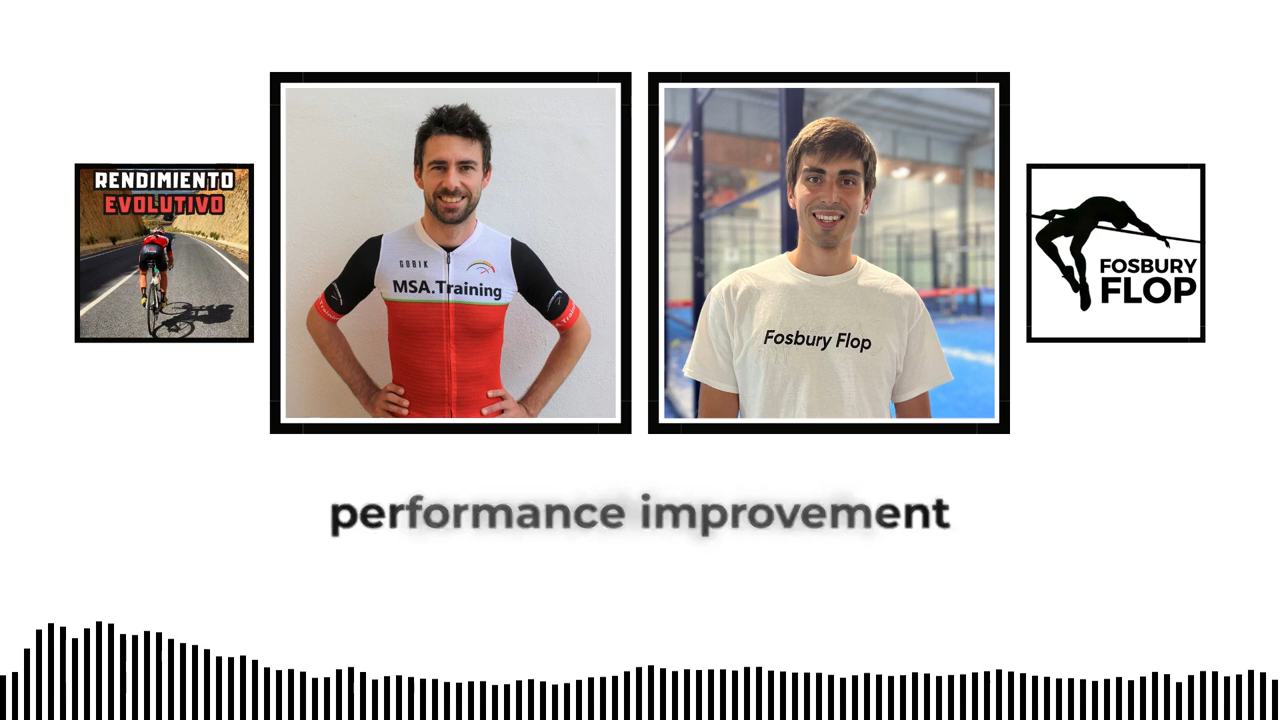 RENDIMIENTO
EVOLUTIVO
GOBIK
MSA.Training
Fosbury Flop
FOSBURY
FLOP
performance improvement